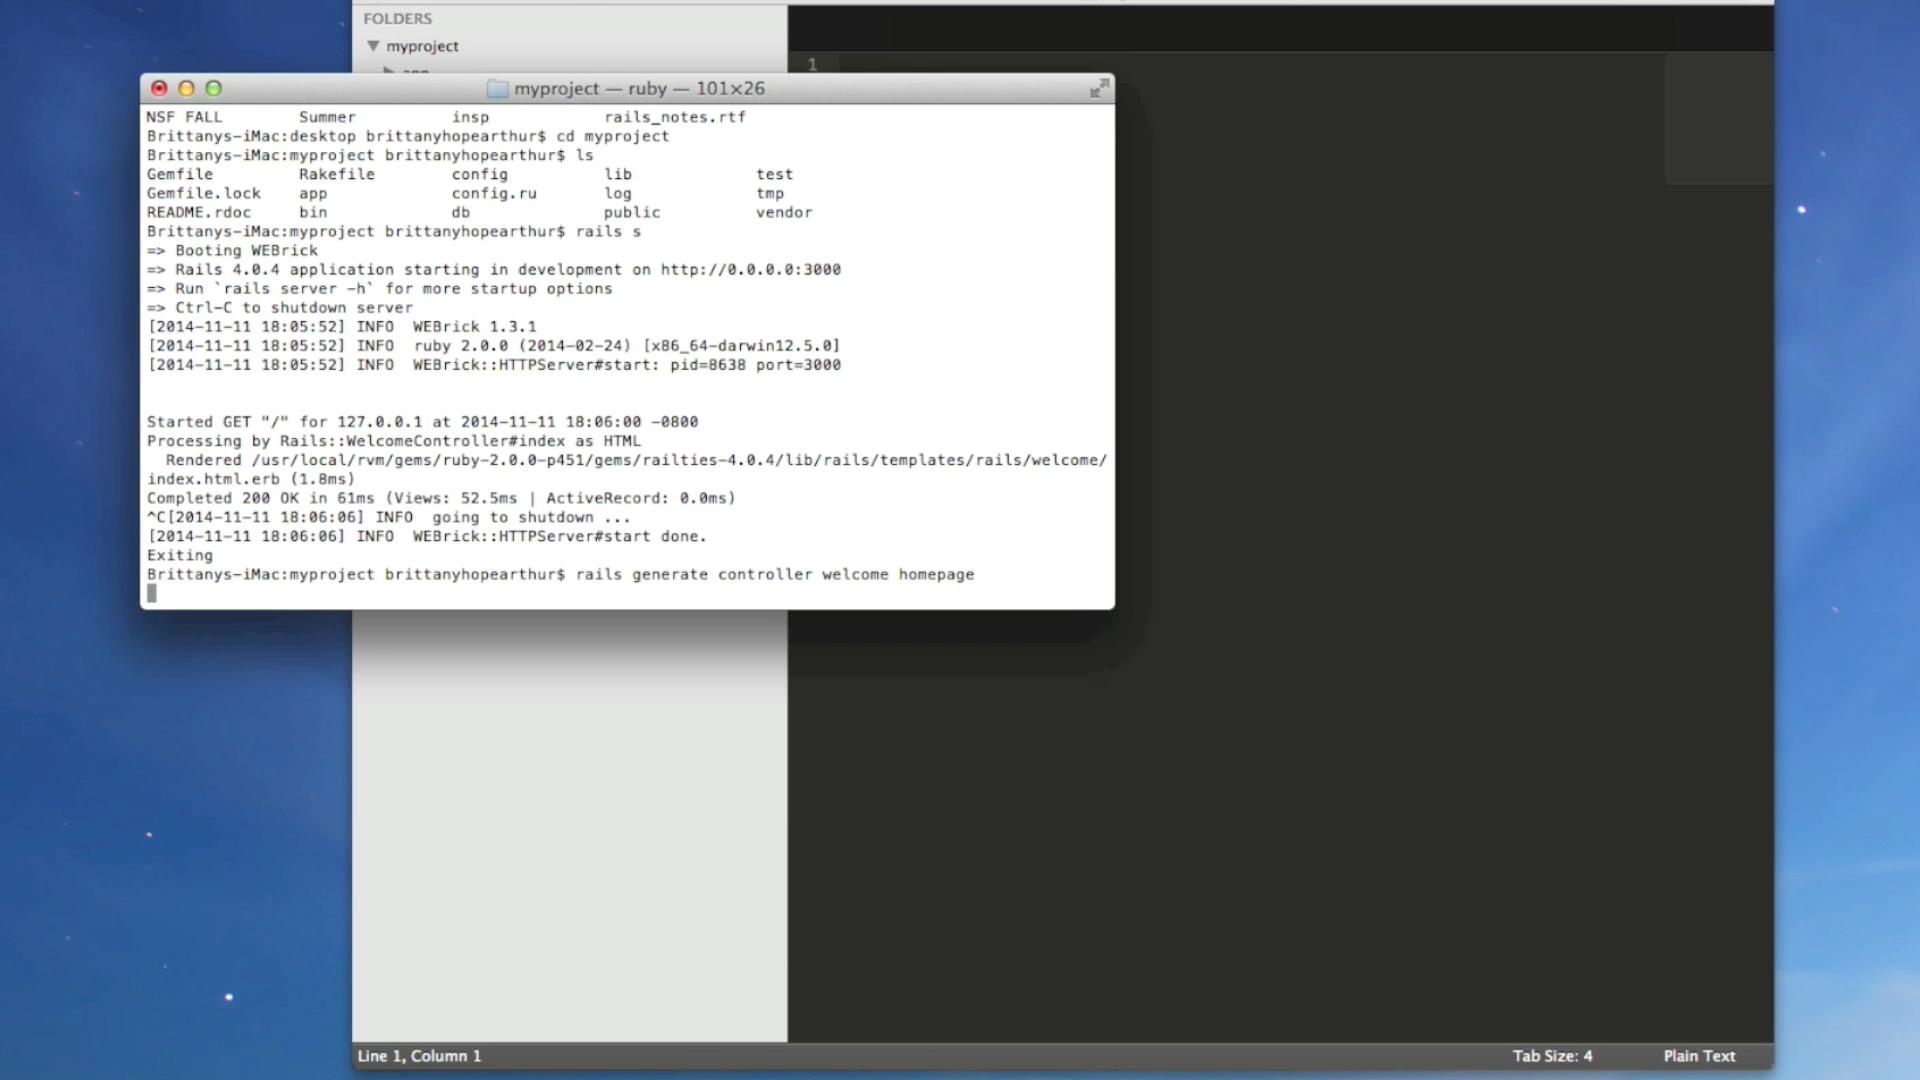 FOLDERS
myproject
1
myproject — ruby — 101×26
NSF FALL Summer insp rails_notes.rtf
Brittanys-iMac:desktop brittanyhopearthur$ cd myproject
Brittanys-iMac:myproject brittanyhopearthur$ ls
Gemfile Rakefile config lib test
Gemfile.lock app config.ru log tmp
README.rdoc bin db public vendor
Brittanys-iMac:myproject brittanyhopearthur$ rails s
=> Booting WEBrick
=> Rails 4.0.4 application starting in development on http://0.0.0.0:3000
=> Run `rails server -h` for more startup options
=> Ctrl-C to shutdown server
[2014-11-11 18:05:52] INFO  WEBrick 1.3.1
[2014-11-11 18:05:52] INFO  ruby 2.0.0 (2014-02-24) [x86_64-darwin12.5.0]
[2014-11-11 18:05:52] INFO  WEBrick::HTTPServer#start: pid=8638 port=3000
Started GET "/" for 127.0.0.1 at 2014-11-11 18:06:00 -0800
Processing by Rails::WelcomeController#index as HTML
Rendered /usr/local/rvm/gems/ruby-2.0.0-p451/gems/railties-4.0.4/lib/rails/templates/rails/welcome/
index.html.erb (1.8ms)
Completed 200 OK in 61ms (Views: 52.5ms | ActiveRecord: 0.0ms)
^C[2014-11-11 18:06:06] INFO  going to shutdown ...
[2014-11-11 18:06:06] INFO  WEBrick::HTTPServer#start done.
Exiting
Brittanys-iMac:myproject brittanyhopearthur$ rails generate controller welcome homepage
Line 1, Column 1
Tab Size: 4
Plain Text